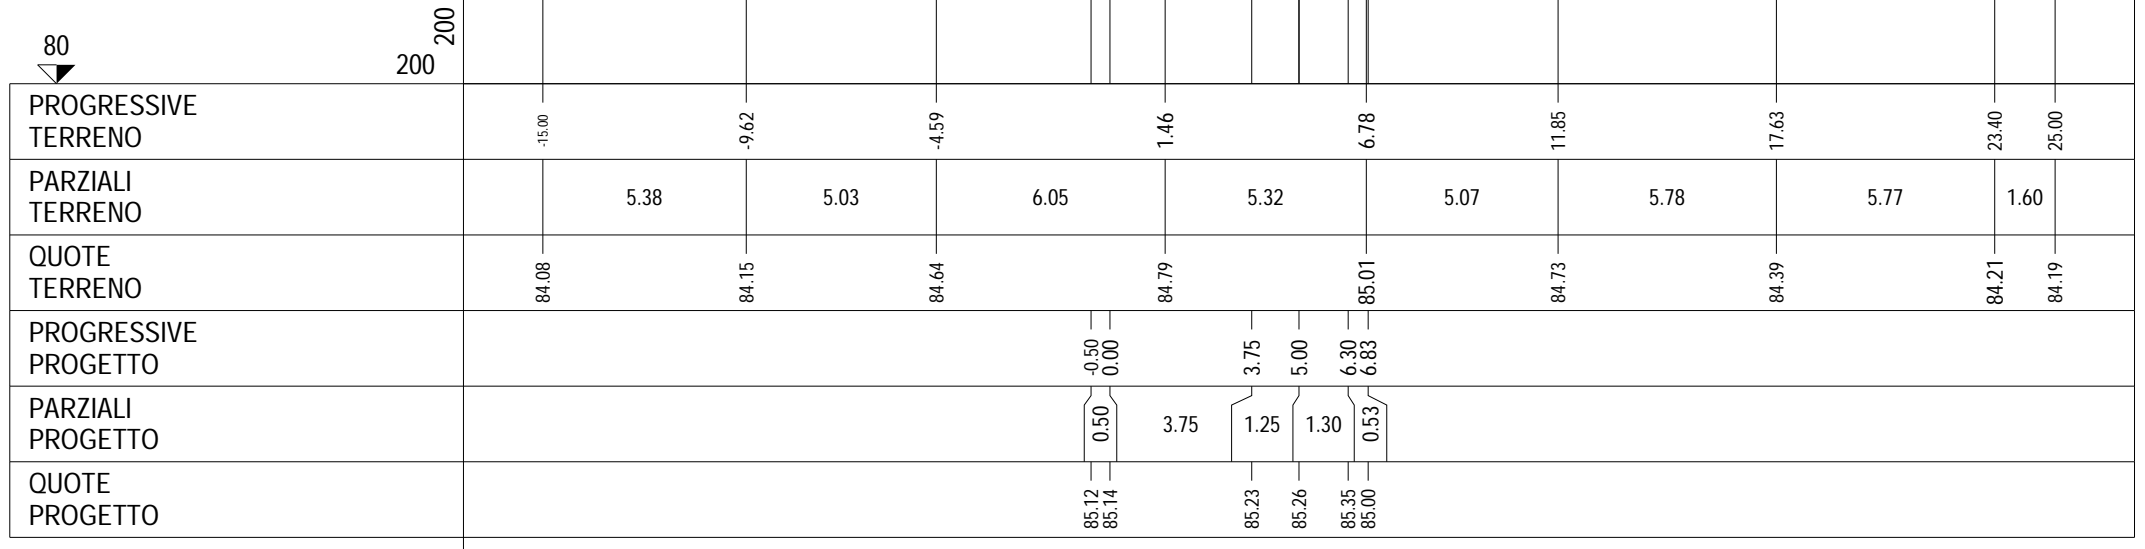 80
200
200
PROGRESSIVE
TERRENO
-15.00 -9.62 -4.59 1.46 6.78 11.85 17.63 23.40 25.00
PARZIALI
TERRENO
5.38 5.03 6.05 5.32 5.07 5.78 5.77 1.60
QUOTE
TERRENO
84.08 84.15 84.64 84.79 85.01 84.73 84.39 84.21 84.19
PROGRESSIVE
PROGETTO
-0.50 0.00 3.75 5.00 6.30 6.83
PARZIALI
PROGETTO
0.50 3.75 1.25 1.30 0.53
QUOTE
PROGETTO
85.12 85.14 85.23 85.26 85.35 85.00